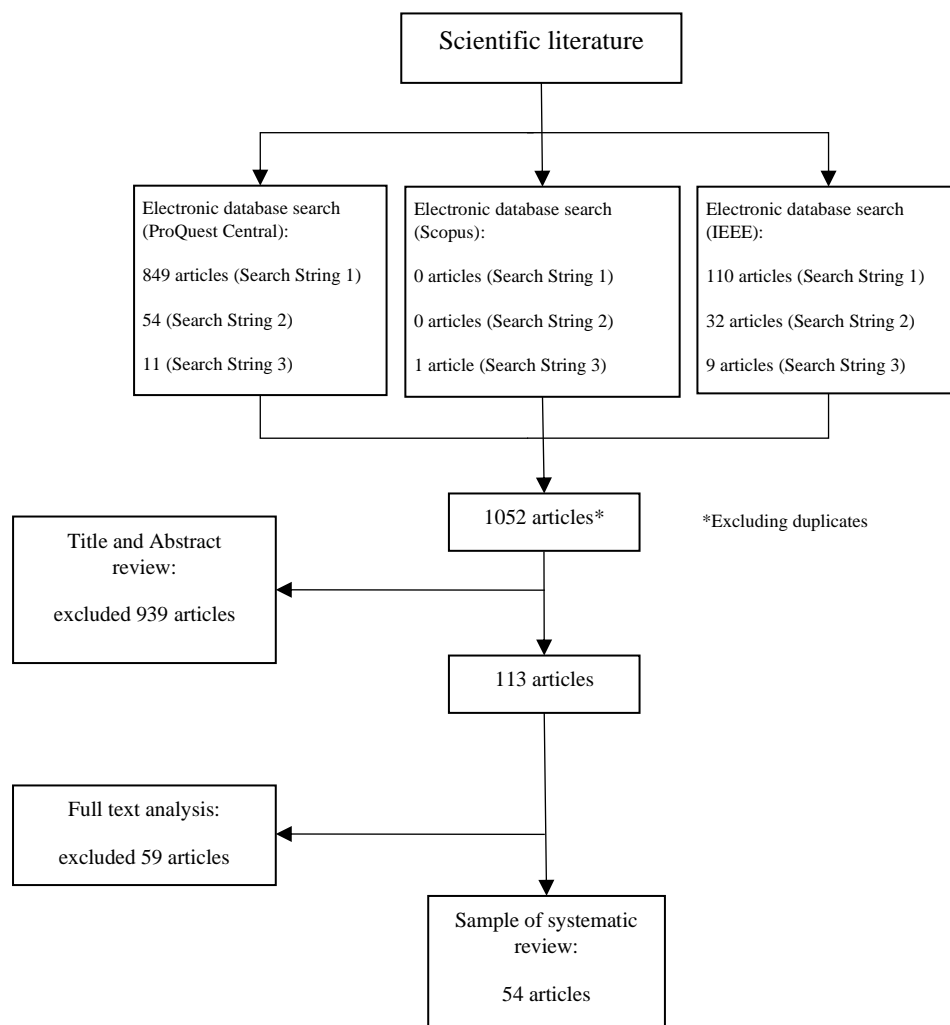 Scientific literature
Electronic database search
(ProQuest Central):
849 articles (Search String 1)
54 (Search String 2)
11 (Search String 3)
Electronic database search
(Scopus):
0 articles (Search String 1)
0 articles (Search String 2)
1 article (Search String 3)
Electronic database search
(IEEE):
110 articles (Search String 1)
32 articles (Search String 2)
9 articles (Search String 3)
1052 articles*
*Excluding duplicates
Title and Abstract
review:
excluded 939 articles
113 articles
Full text analysis:
excluded 59 articles
Sample of systematic
review:
54 articles